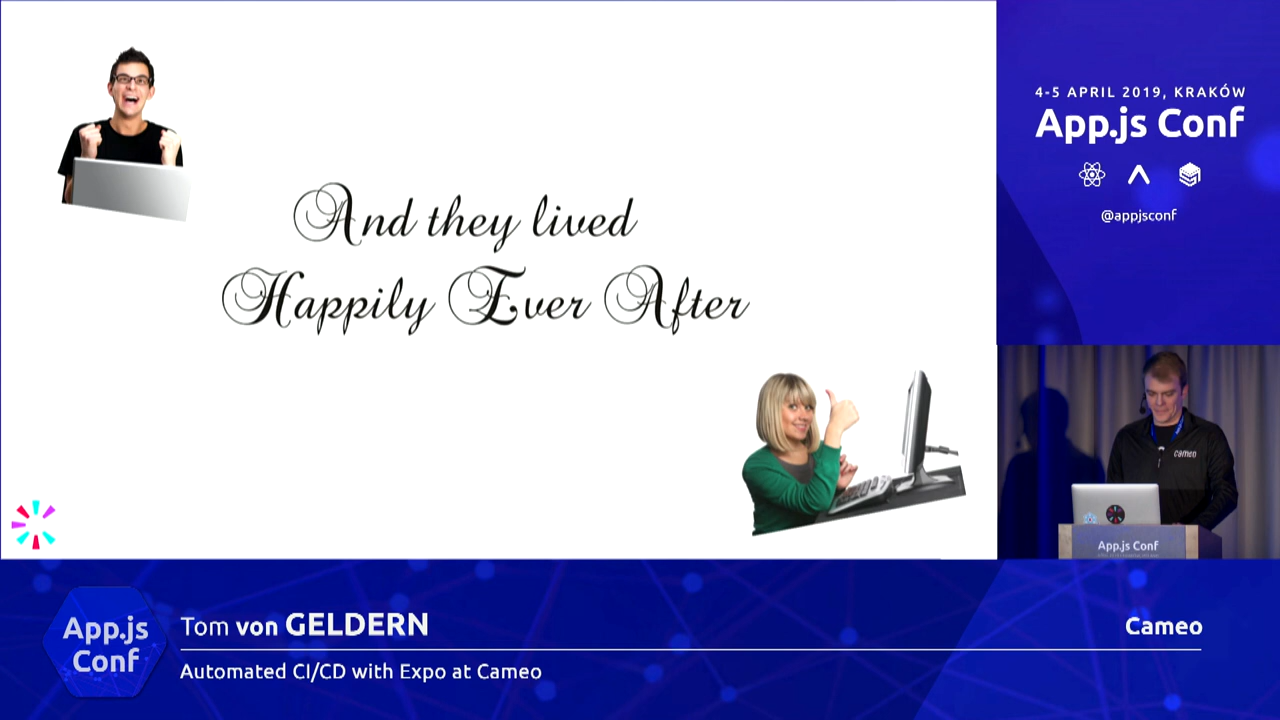 And they lived
Happily Ever After
4-5 APRIL 2019, KRAKÓW
App.js Conf
@appjsconf
cameo
App.js Conf
App.js
Conf
Tom von GELDERN
Cameo
Automated CI/CD with Expo at Cameo